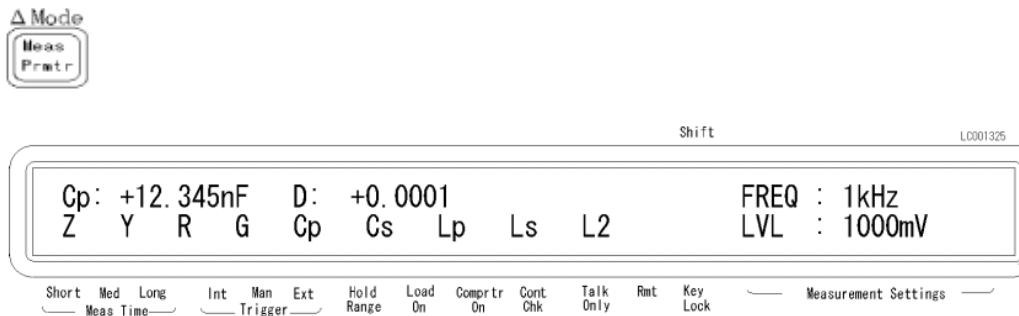 Δ Mode
Meas
Prmtr
Shift
LC001325
Cp: +12.345nF D: +0.0001 FREQ : 1kHz
Z Y R G Cp Cs Lp Ls L2 LVL : 1000mV
Short Med Long Int Man Ext Hold Range Load On Comprtr On Cont Chk Talk Only Rmt Key Lock Measurement Settings
Meas Time Trigger